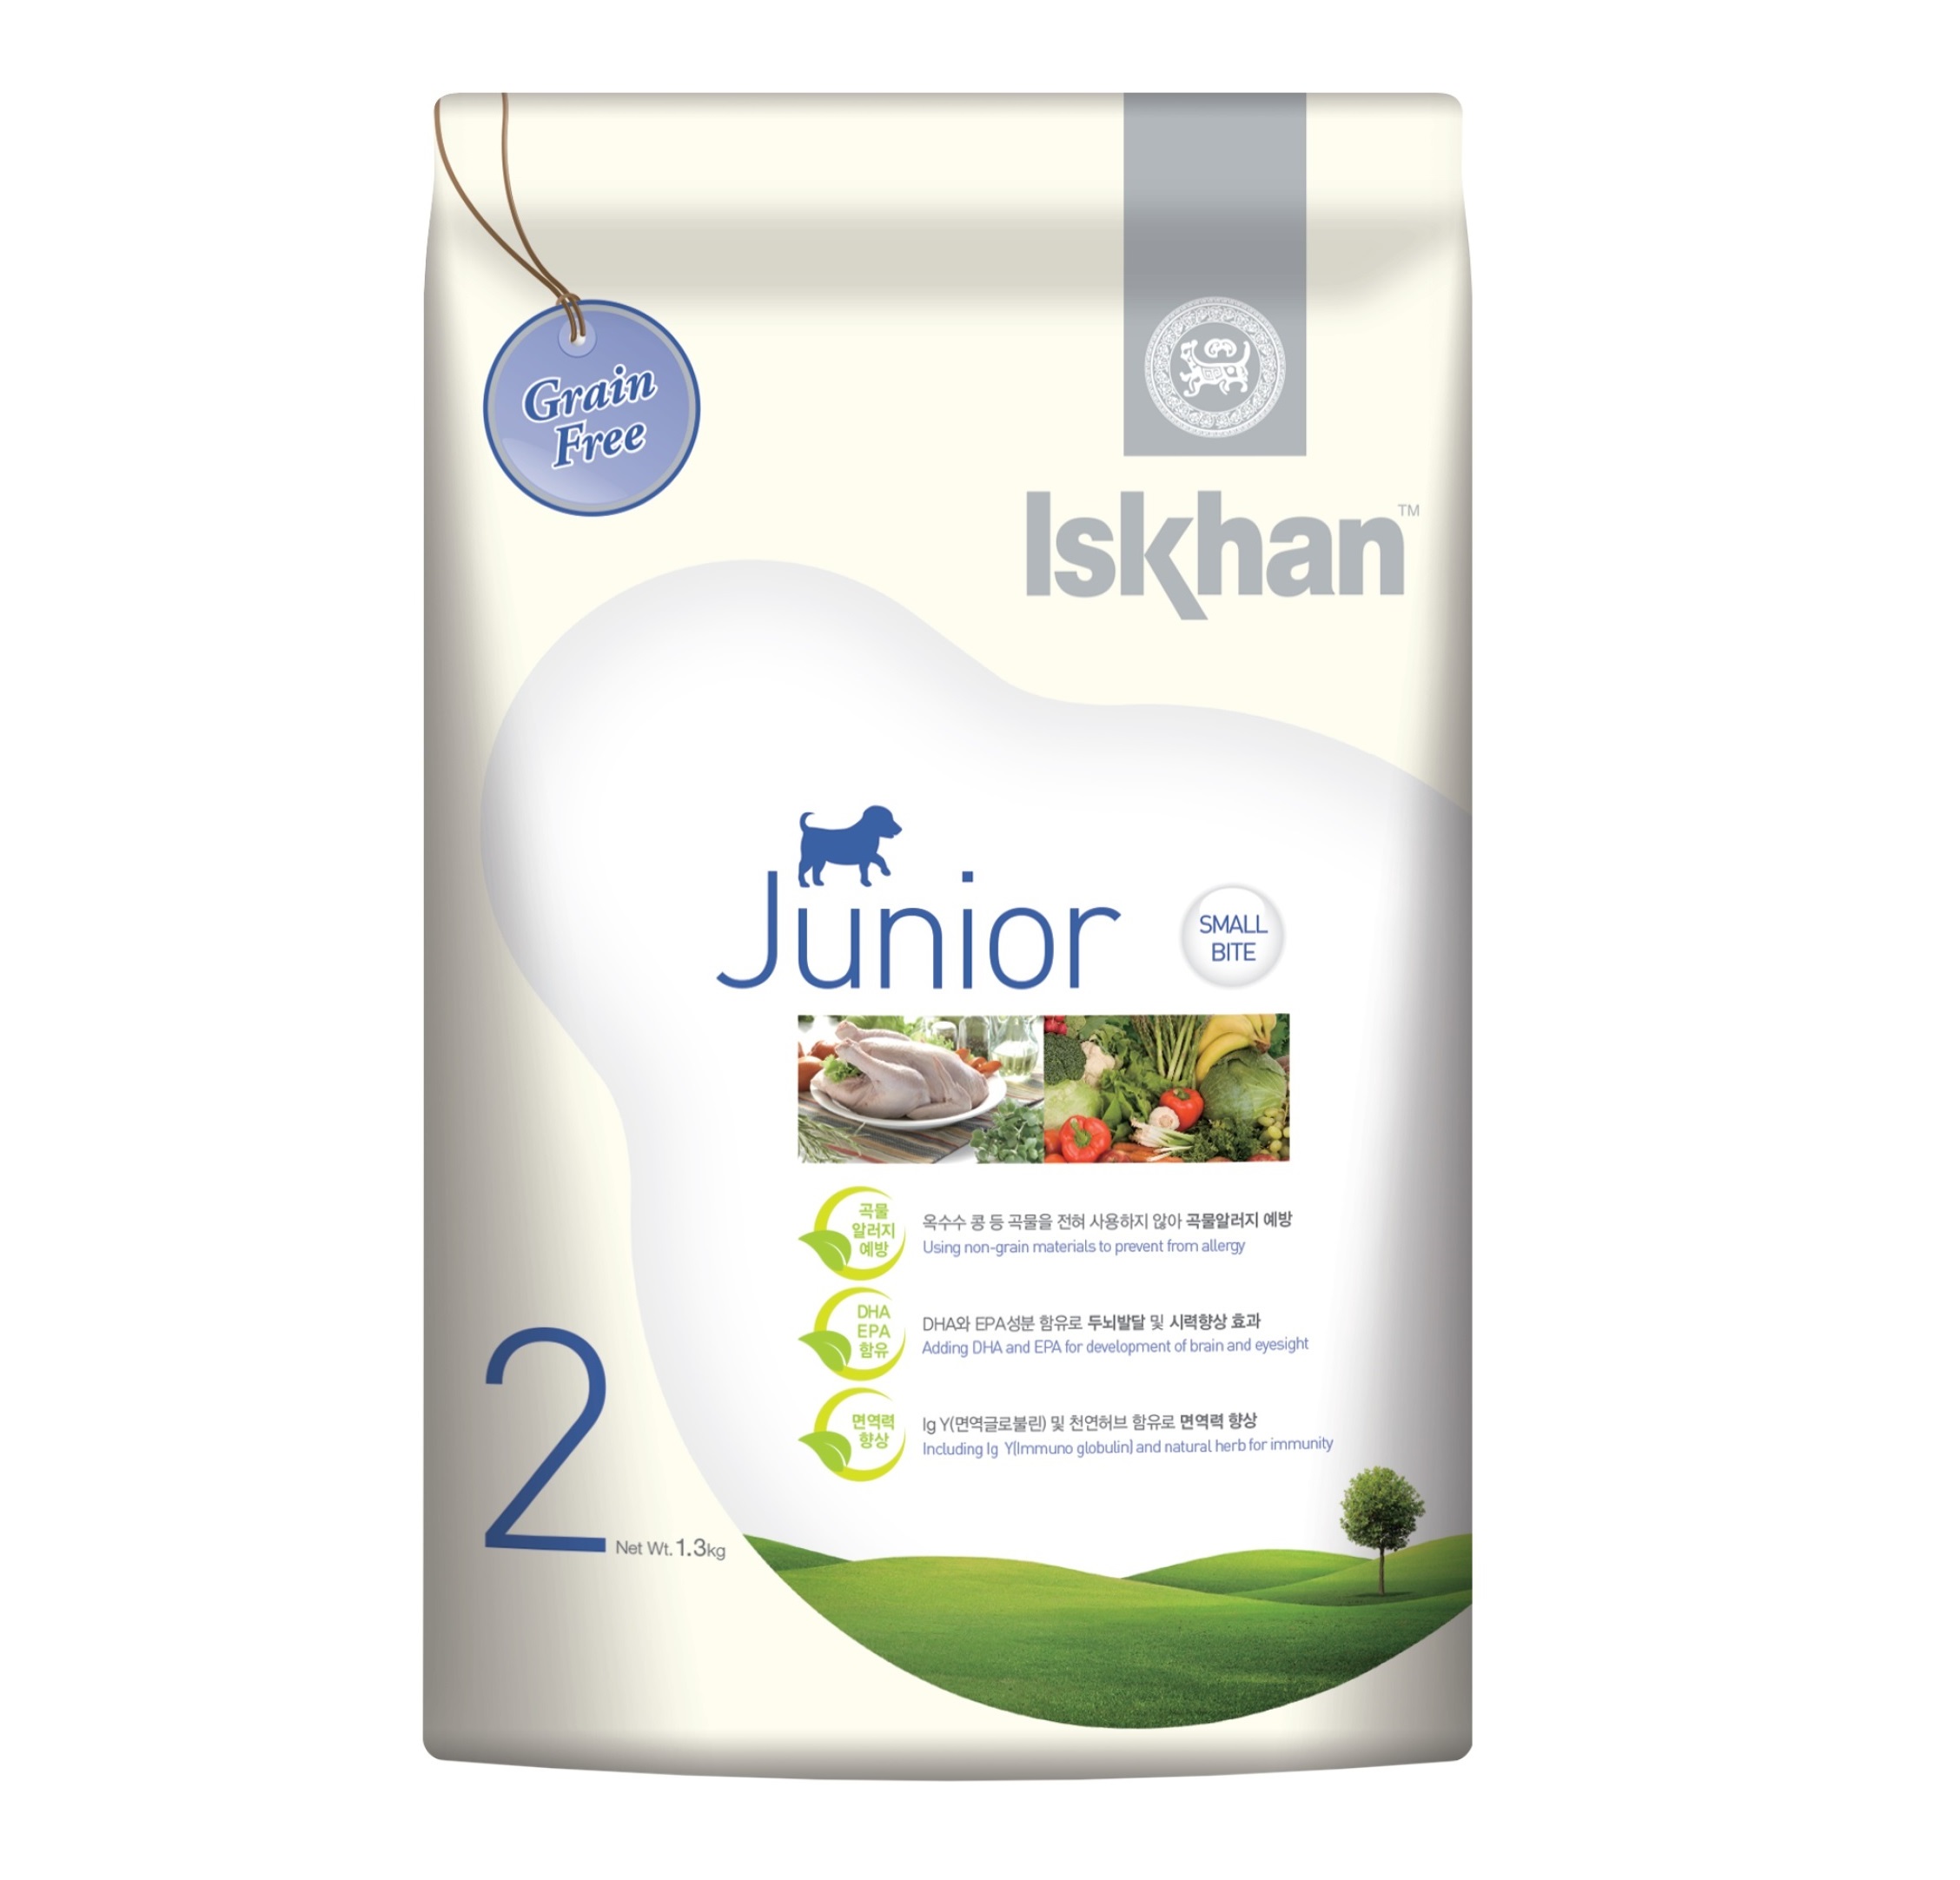 Grain
Free
Iskhan™
Junior
SMALL
BITE
곡물
알러지
예방
옥수수 콩 등 곡물을 전혀 사용하지 않아 곡물알러지 예방
Using non-grain materials to prevent from allergy
DHA
EPA
함유
DHA와 EPA성분 함유로 두뇌발달 및 시력향상 효과
Adding DHA and EPA for development of brain and eyesight
면역력
향상
Ig Y(면역글로불린) 및 천연허브 함유로 면역력 향상
Including Ig Y(Immuno globulin) and natural herb for immunity
2
Net Wt. 1.3kg